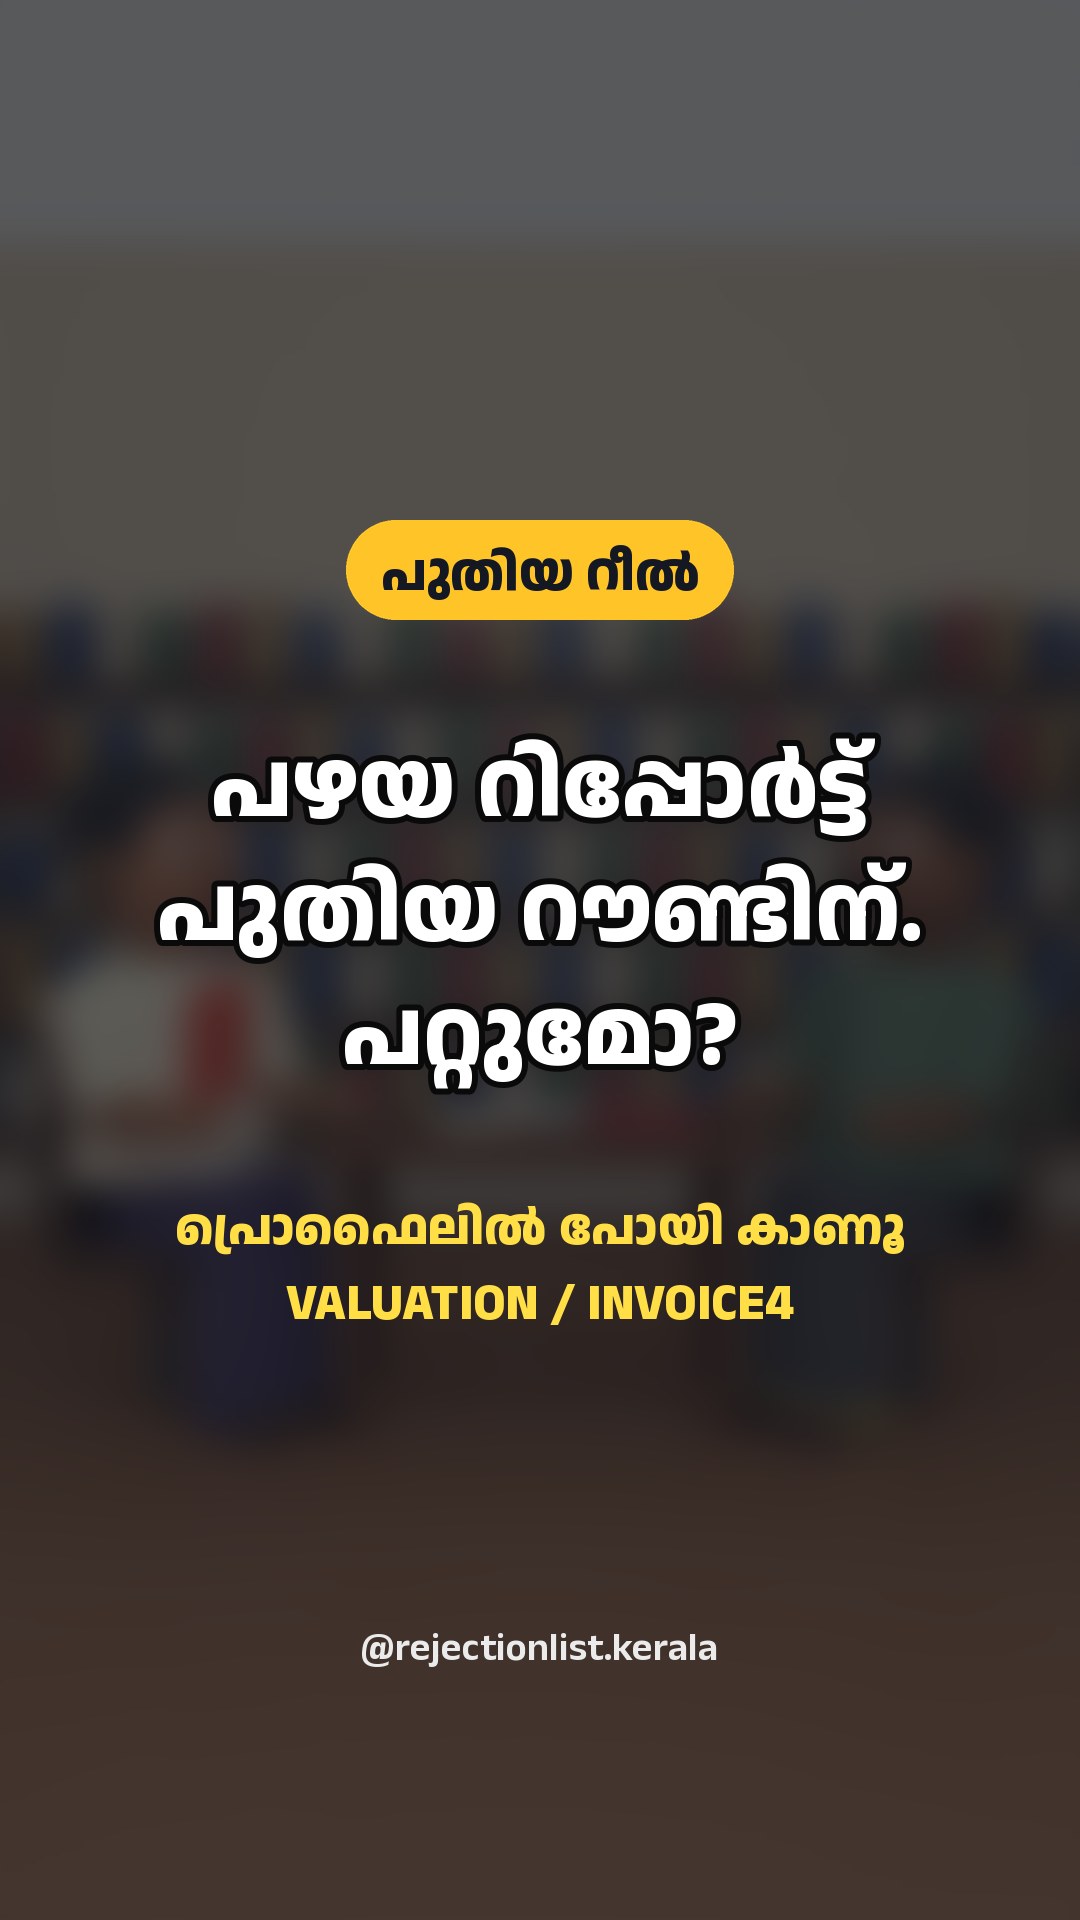 പുതിയ റീൽ
പഴയ റിപ്പോർട്ട്
പുതിയ റൗണ്ടിന്.
പറ്റുമോ?
പ്രൊഫൈലിൽ പോയി കാണൂ
VALUATION / INVOICE4
@rejectionlist.kerala